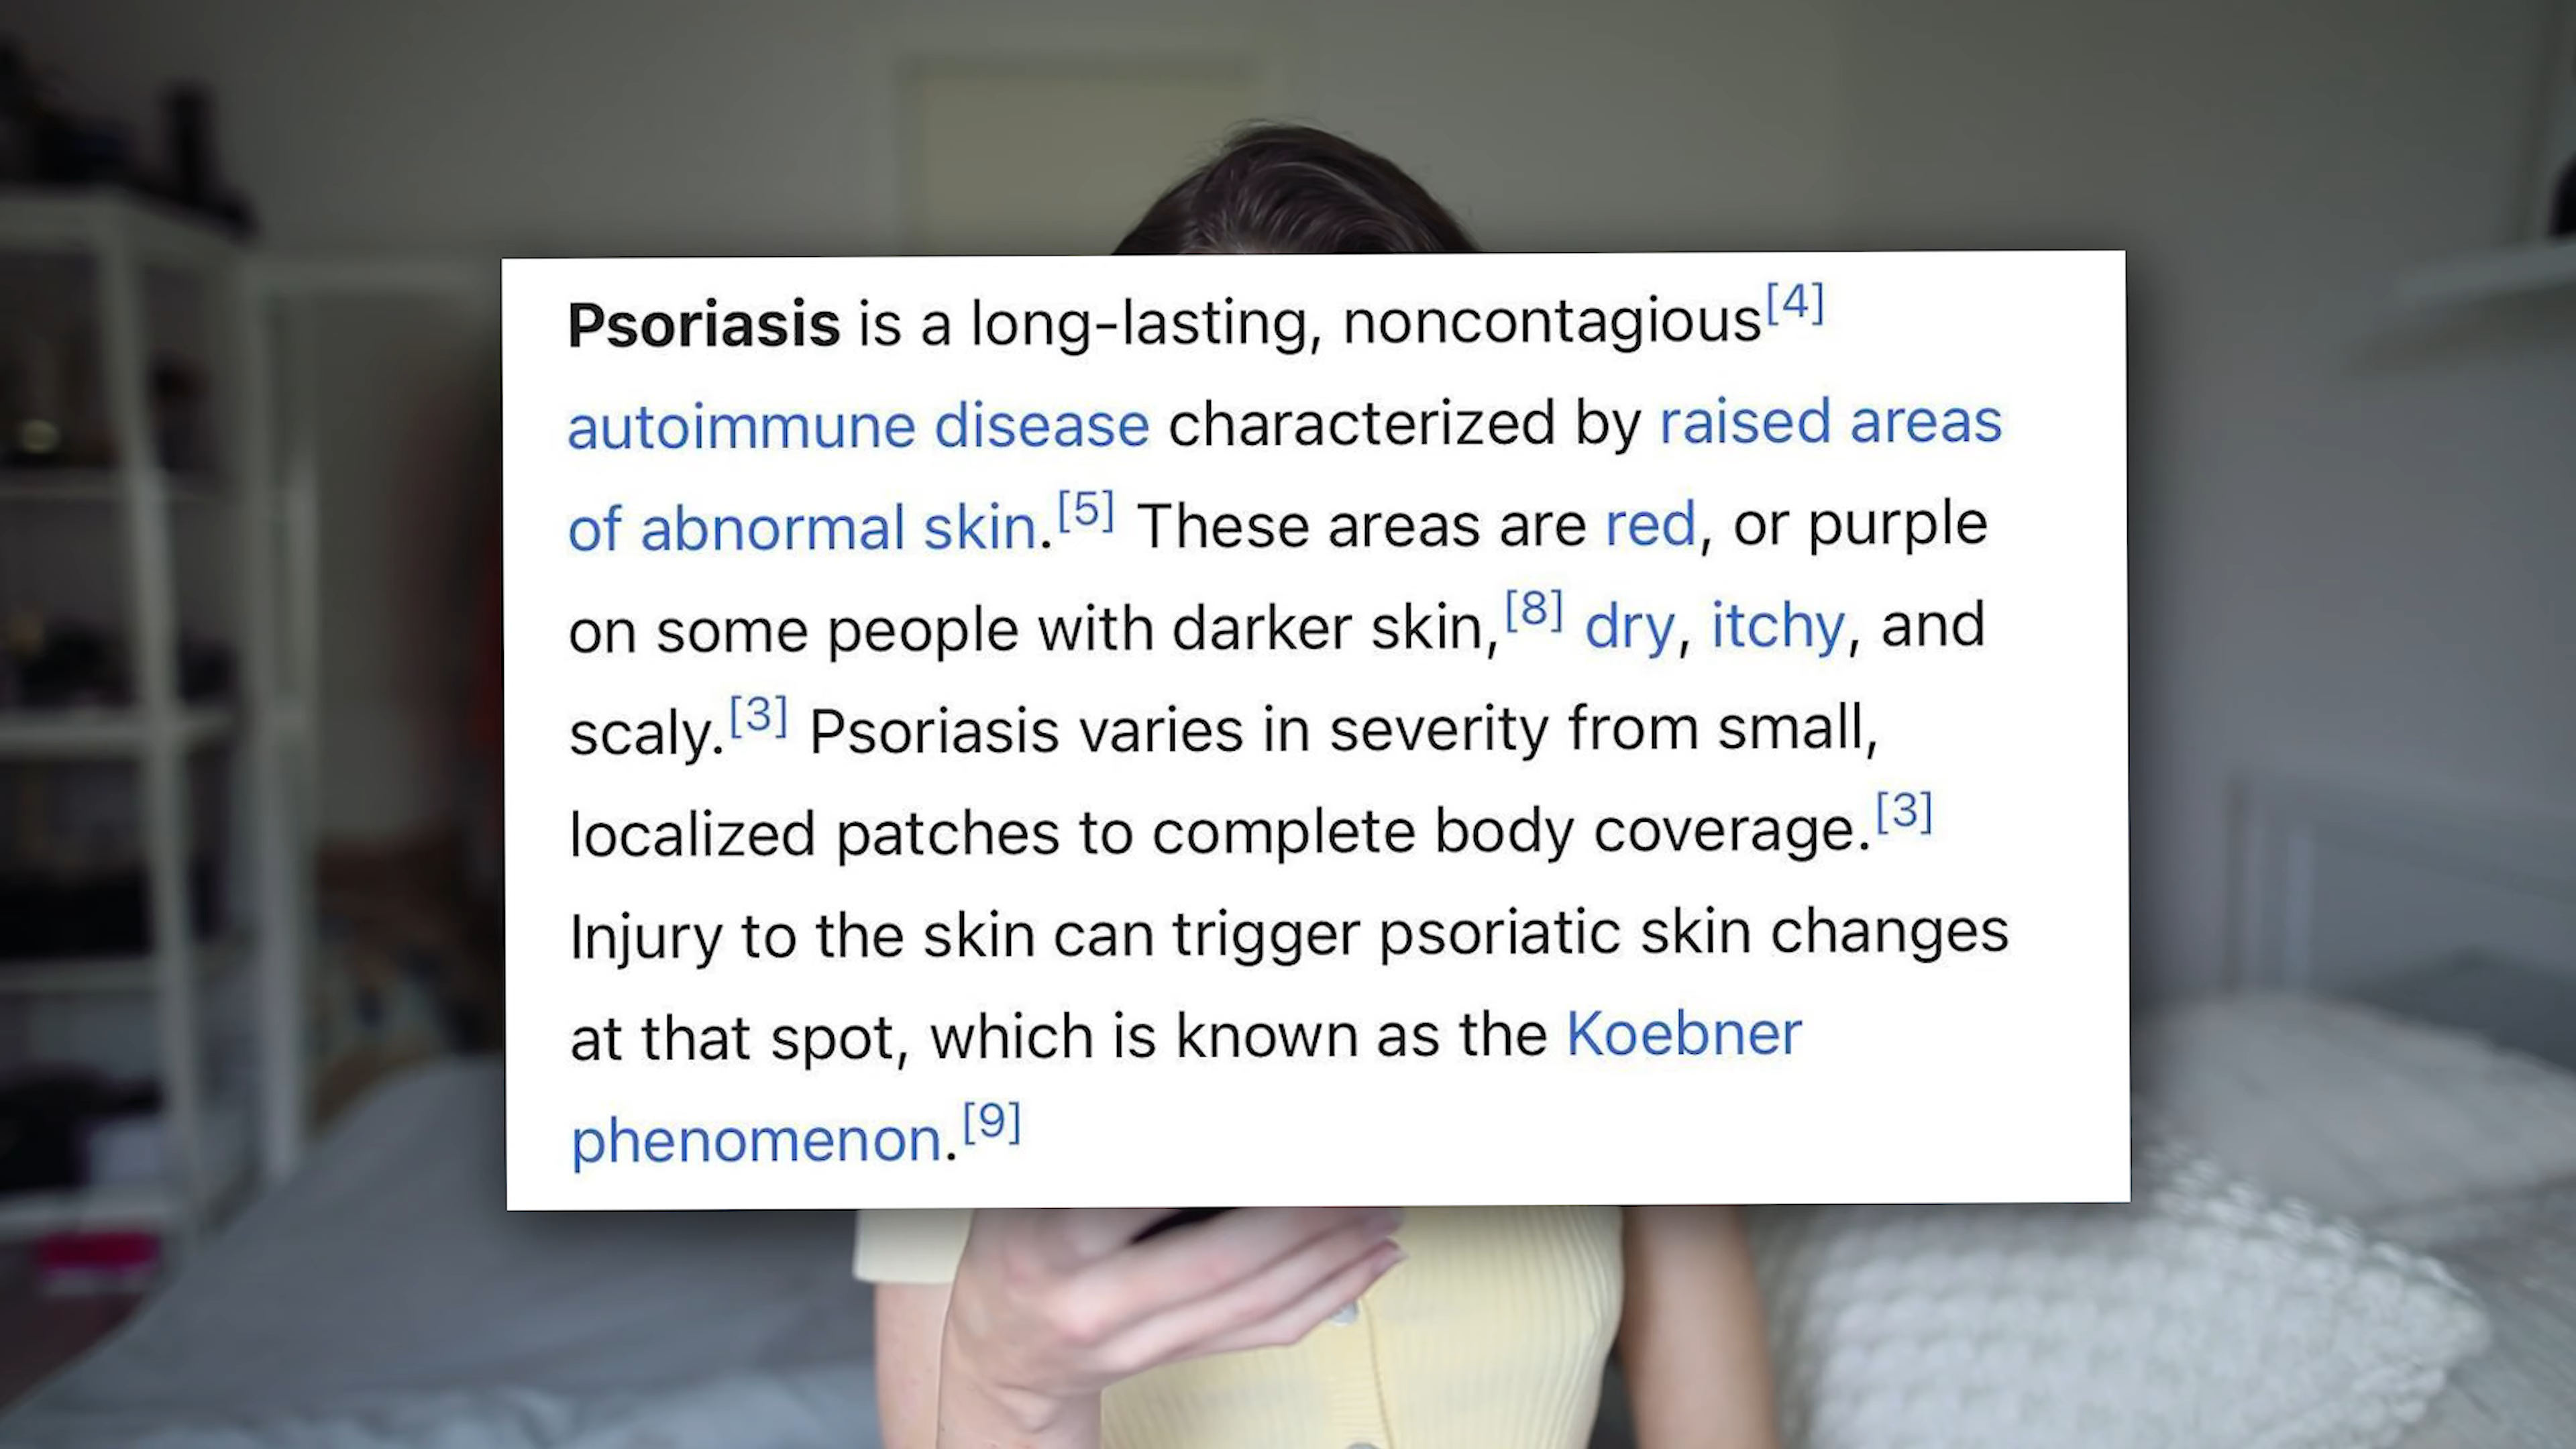 Psoriasis is a long-lasting, noncontagious[4]
autoimmune disease characterized by raised areas
of abnormal skin.[5] These areas are red, or purple
on some people with darker skin,[8] dry, itchy, and
scaly.[3] Psoriasis varies in severity from small,
localized patches to complete body coverage.[3]
Injury to the skin can trigger psoriatic skin changes
at that spot, which is known as the Koebner
phenomenon.[9]